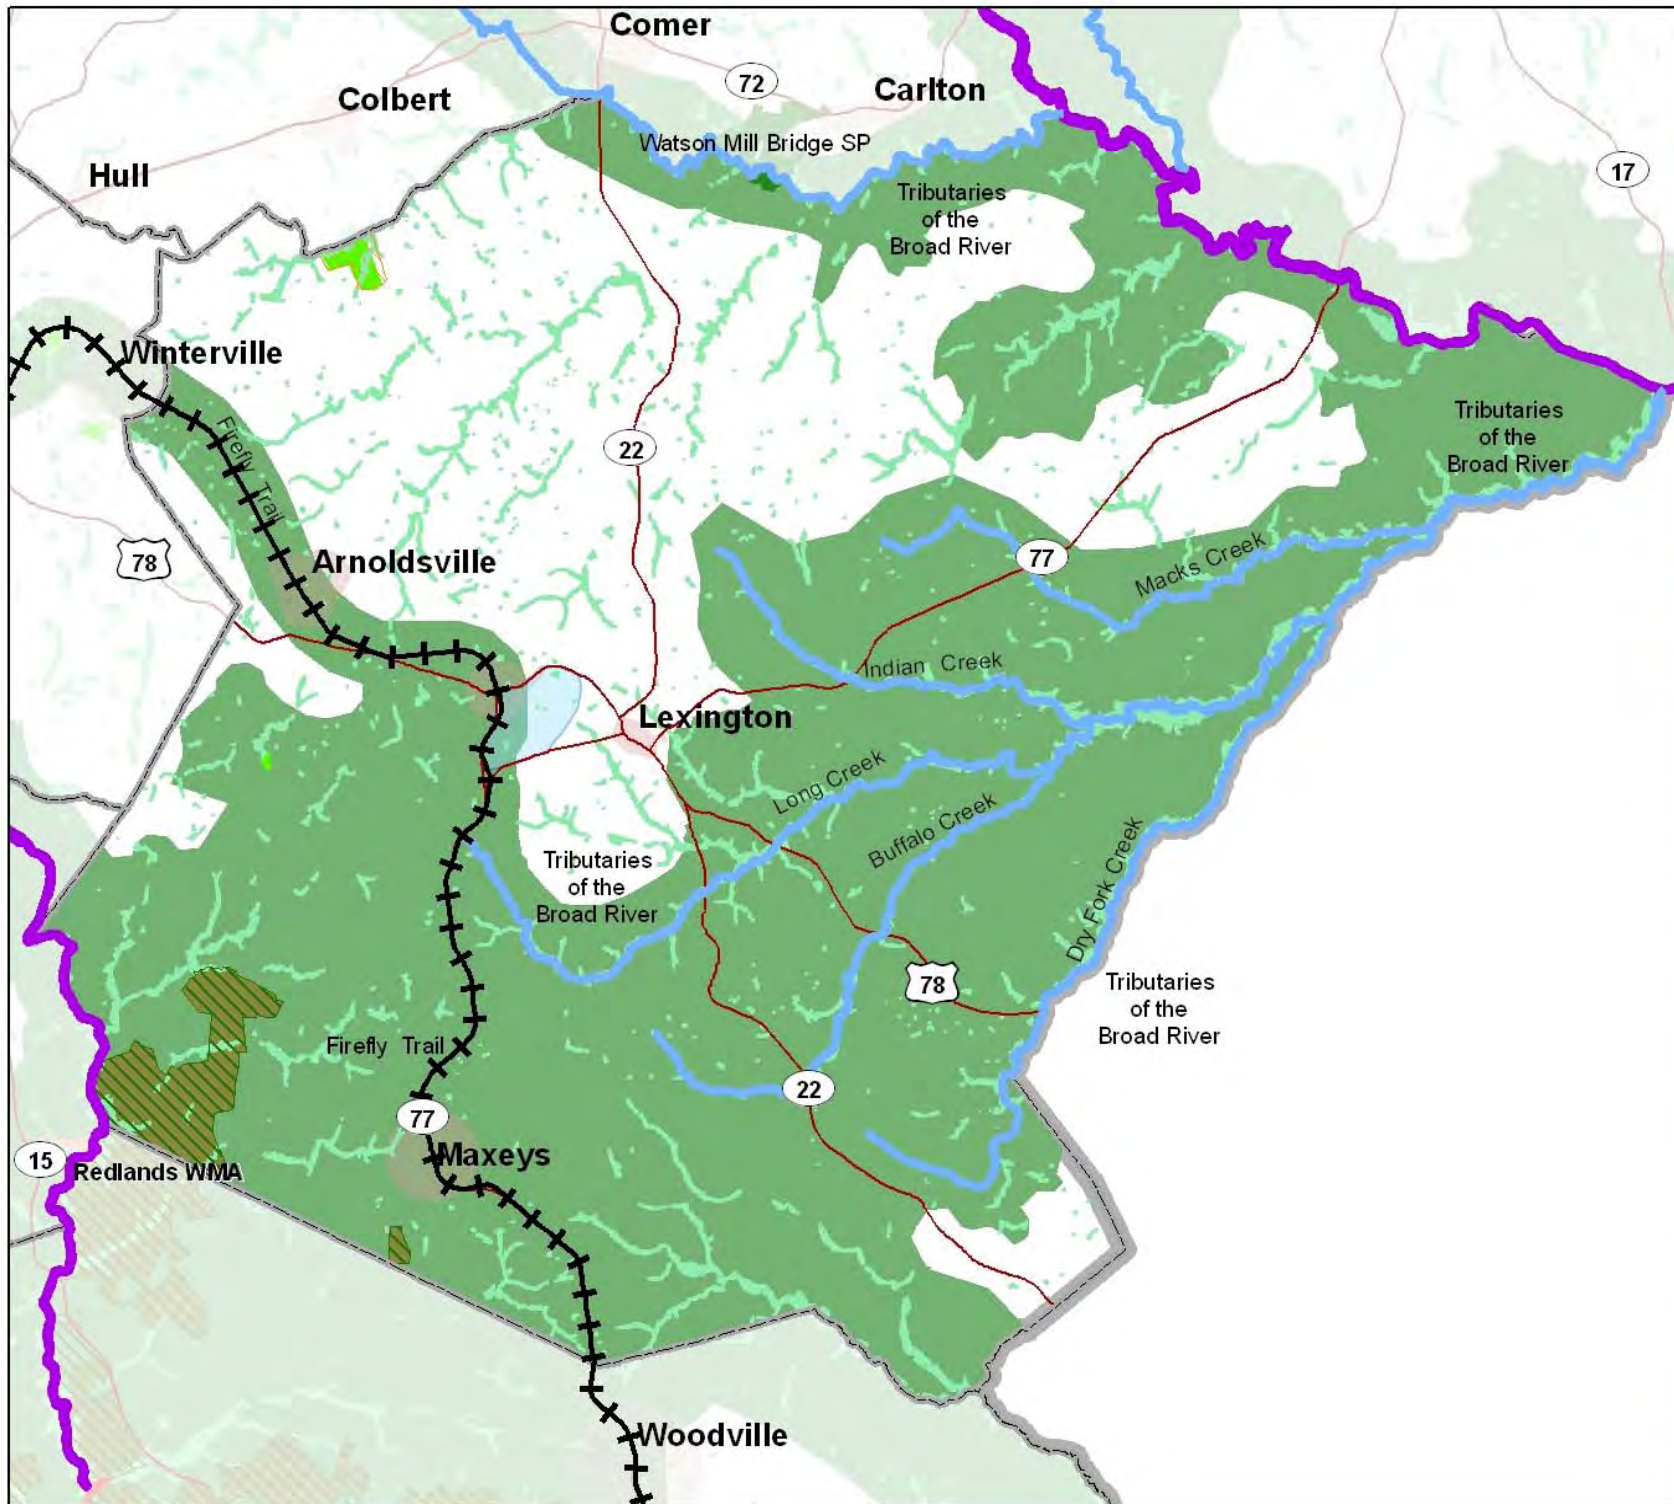 Comer
72
Colbert
Carlton
Watson Mill Bridge SP
Hull
17
Tributaries
of the
Broad River
Winterville
Firefly Trail
22
Tributaries
of the
Broad River
78
Arnoldsville
77
Macks Creek
Indian Creek
Lexington
Long Creek
Buffalo Creek
Tributaries
of the
Broad River
Dry Fork Creek
78
Tributaries
of the
Broad River
Firefly Trail
22
77
Maxeys
15
Redlands WMA
Woodville